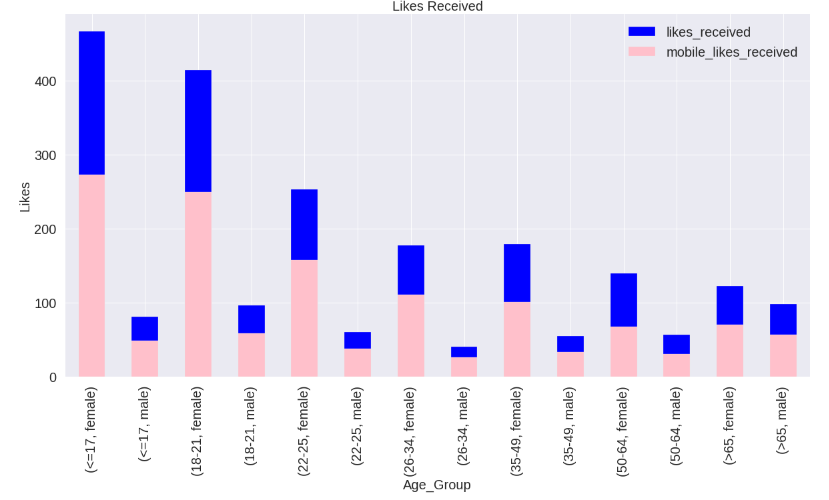 Likes Received
likes_received
mobile_likes_received
400
300
200
100
0
Likes
(<=17, female)
(<=17, male)
(18-21, female)
(18-21, male)
(22-25, female)
(22-25, male)
(26-34, female)
(26-34, male)
(35-49, female)
(35-49, male)
(50-64, female)
(50-64, male)
(>65, female)
(>65, male)
Age_Group